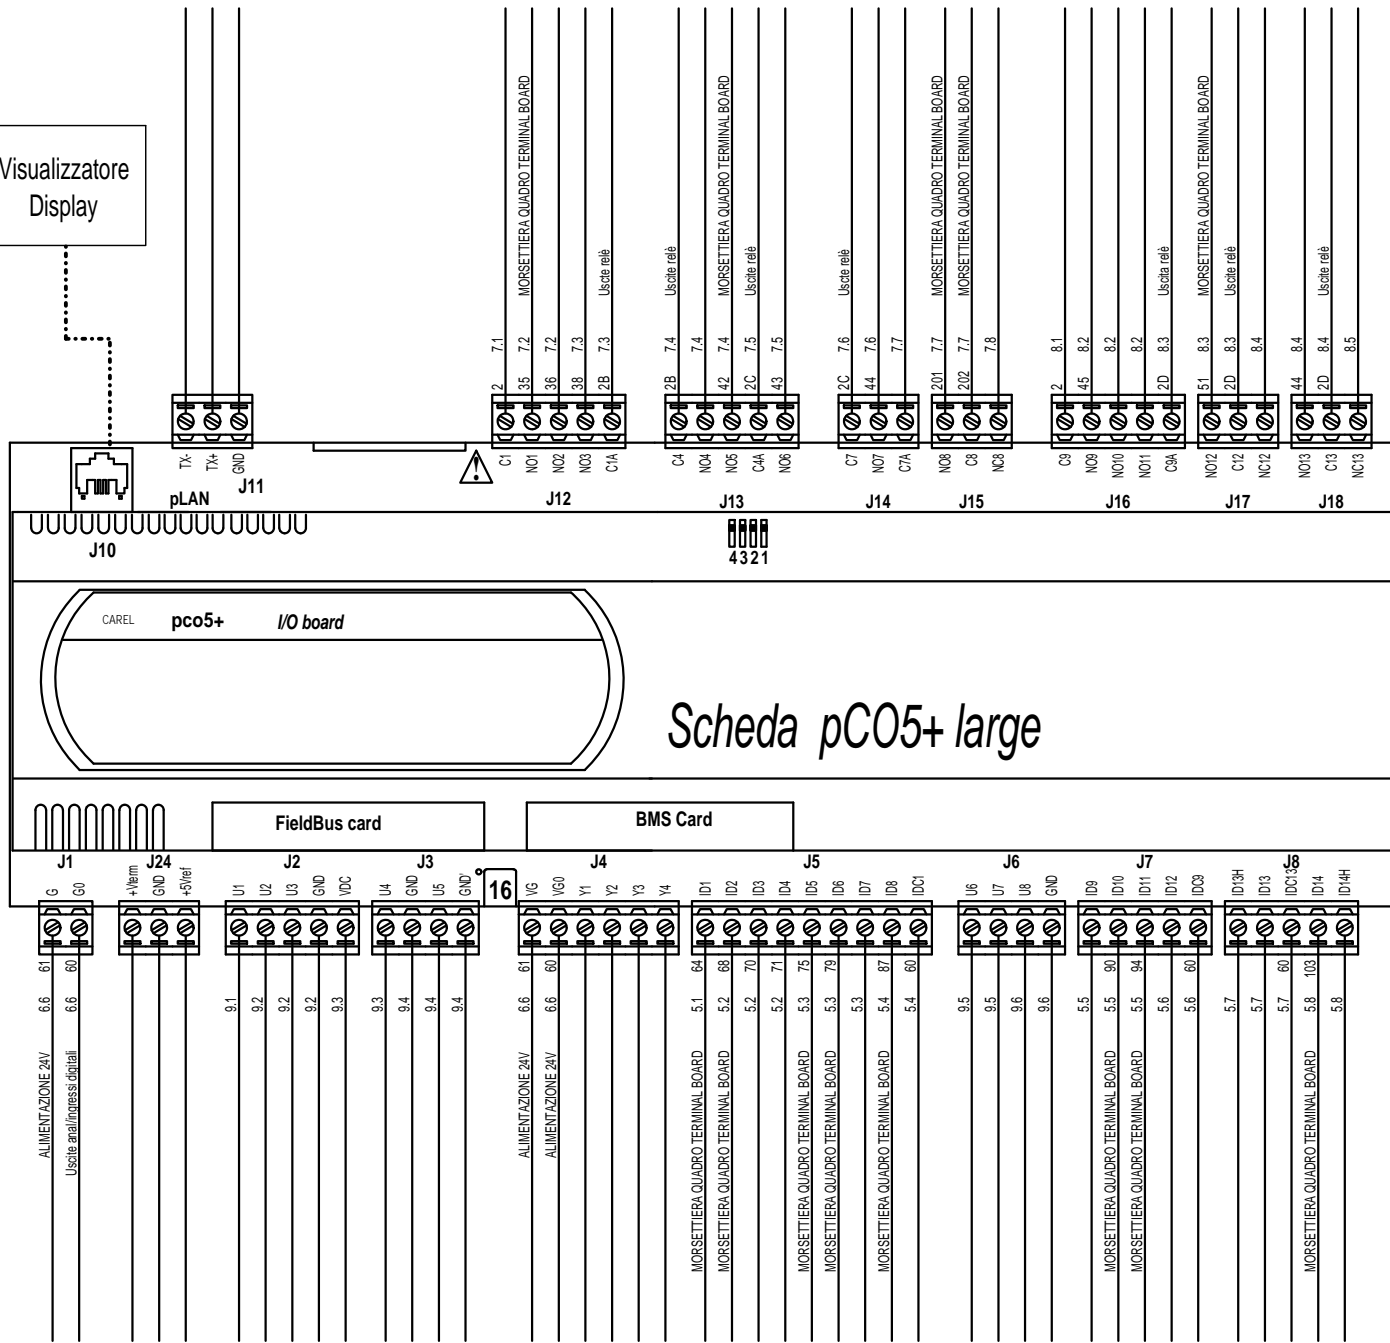 Visualizzatore
Display
MORSETTIERA QUADRO TERMINAL BOARD
Uscite relè
Uscite relè
MORSETTIERA QUADRO TERMINAL BOARD
Uscite relè
Uscite relè
MORSETTIERA QUADRO TERMINAL BOARD
MORSETTIERA QUADRO TERMINAL BOARD
Uscita relè
MORSETTIERA QUADRO TERMINAL BOARD
Uscite relè
Uscite relè
7.1 7.2 7.2 7.3 7.3 7.4 7.4 7.4 7.5 7.5 7.6 7.6 7.7 7.7 7.7 7.8 8.1 8.2 8.2 8.2 8.3 8.3 8.3 8.4 8.4 8.4 8.5
2 35 36 38 2B 2B 42 2C 43 2C 44 201 202 2 45 2D 51 2D 44 2D
TX- TX+ GND C1 NO1 NO2 NO3 C1A C4 NO4 NO5 C4A NO6 C7 NO7 C7A NO8 C8 NC8 C9 NO9 NO10 NO11 C9A NO12 C12 NC12 NO13 C13 NC13
pLAN J11 J12 J13 J14 J15 J16 J17 J18
J10
4 3 2 1
CAREL pco5+ I/O board
Scheda pCO5+ large
FieldBus card
BMS Card
J1 J24 J2 J3 J4 J5 J6 J7 J8
16
G G0 +Vterm GND +5Vref U1 U2 U3 GND VDC U4 GND U5 GND' VG VG0 Y1 Y2 Y3 Y4 ID1 ID2 ID3 ID4 ID5 ID6 ID7 ID8 IDC1 U6 U7 U8 GND ID9 ID10 ID11 ID12 IDC9 ID13H ID13 IDC13 ID14 ID14H
61 60 61 60 64 68 70 71 75 79 87 60 90 94 60 60 103
6.6 6.6 9.1 9.2 9.2 9.2 9.3 9.3 9.4 9.4 9.4 6.6 6.6 5.1 5.2 5.2 5.2 5.3 5.3 5.3 5.4 5.4 9.5 9.5 9.6 9.6 5.5 5.5 5.5 5.6 5.6 5.7 5.7 5.7 5.8 5.8
ALIMENTAZIONE 24V
Uscite anal/ingressi digitali
ALIMENTAZIONE 24V
ALIMENTAZIONE 24V
MORSETTIERA QUADRO TERMINAL BOARD
MORSETTIERA QUADRO TERMINAL BOARD
MORSETTIERA QUADRO TERMINAL BOARD
MORSETTIERA QUADRO TERMINAL BOARD
MORSETTIERA QUADRO TERMINAL BOARD
MORSETTIERA QUADRO TERMINAL BOARD
MORSETTIERA QUADRO TERMINAL BOARD
MORSETTIERA QUADRO TERMINAL BOARD